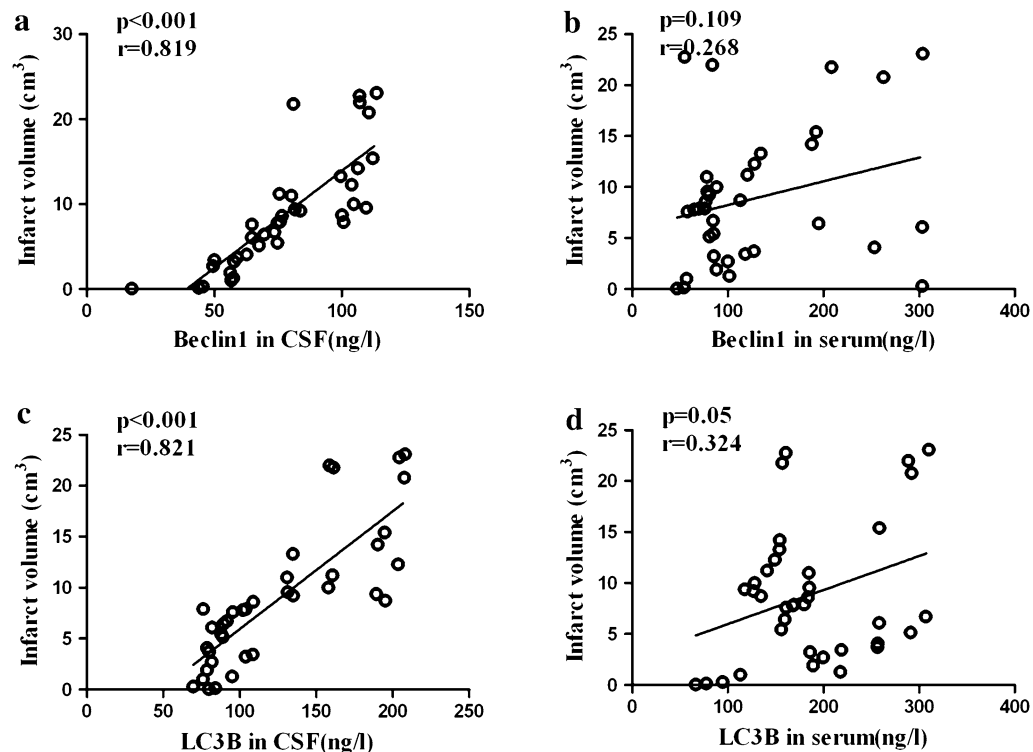 a
p<0.001
r=0.819
Infarct volume (cm³)
30
20
10
0
0 50 100 150
Beclin1 in CSF(ng/l)
b
p=0.109
r=0.268
Infarct volume (cm³)
25
20
15
10
5
0
0 100 200 300 400
Beclin1 in serum(ng/l)
c
p<0.001
r=0.821
Infarct volume (cm³)
25
20
15
10
5
0
0 50 100 150 200 250
LC3B in CSF(ng/l)
d
p=0.05
r=0.324
Infarct volume (cm³)
25
20
15
10
5
0
0 100 200 300 400
LC3B in serum(ng/l)